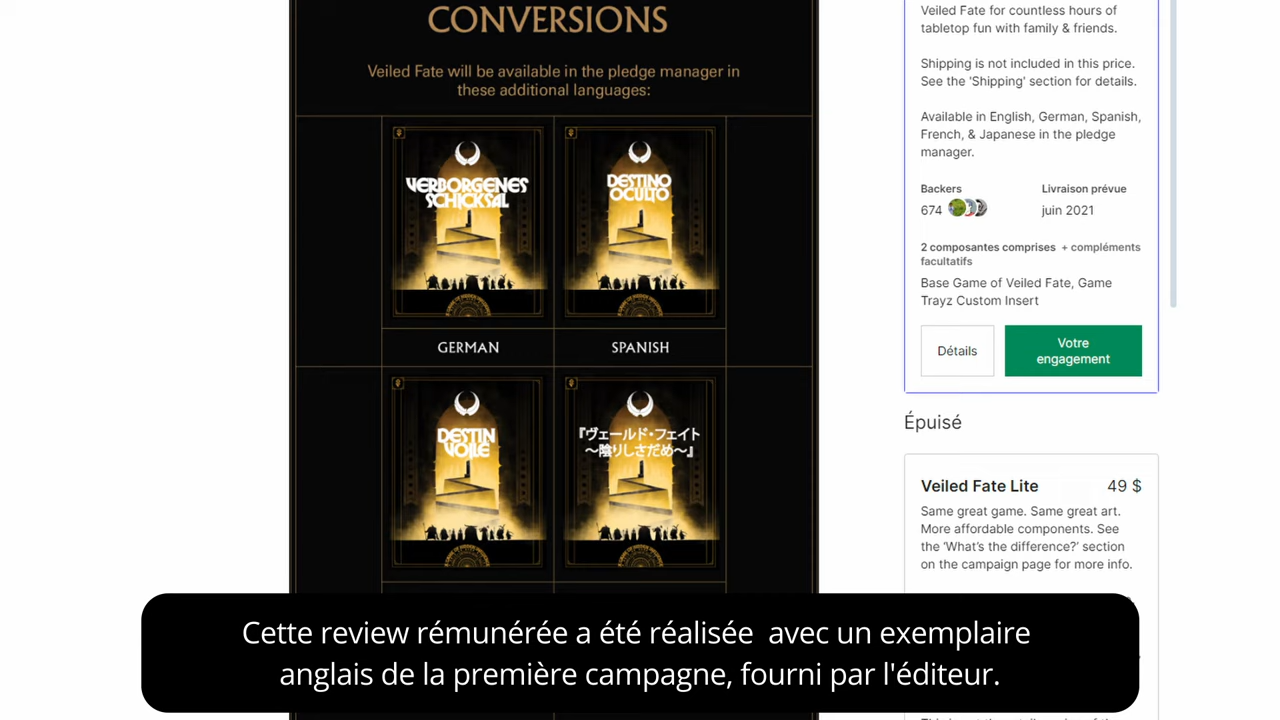 CONVERSIONS
Veiled Fate will be available in the pledge manager in
these additional languages:
VERBORGENES
SCHICKSAL
DESTINO
OCULTO
GERMAN
SPANISH
DESTIN
VOILE
『ヴェールド・フェイト
〜陰りしさだめ〜』
Veiled Fate for countless hours of
tabletop fun with family & friends.
Shipping is not included in this price.
See the 'Shipping' section for details.
Available in English, German, Spanish,
French, & Japanese in the pledge
manager.
Backers
674
Livraison prévue
juin 2021
2 composantes comprises + compléments
facultatifs
Base Game of Veiled Fate, Game
Trayz Custom Insert
Détails
Votre
engagement
Épuisé
Veiled Fate Lite 49 $
Same great game. Same great art.
More affordable components. See
the ‘What’s the difference?’ section
on the campaign page for more info.
Cette review rémunérée a été réalisée avec un exemplaire
anglais de la première campagne, fourni par l'éditeur.